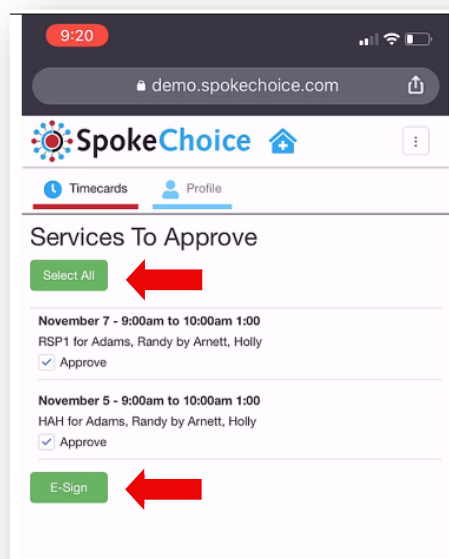 9:20
demo.spokechoice.com
SpokeChoice
Timecards Profile
Services To Approve
Select All
November 7 - 9:00am to 10:00am 1:00
RSP1 for Adams, Randy by Arnett, Holly
Approve
November 5 - 9:00am to 10:00am 1:00
HAH for Adams, Randy by Arnett, Holly
Approve
E-Sign